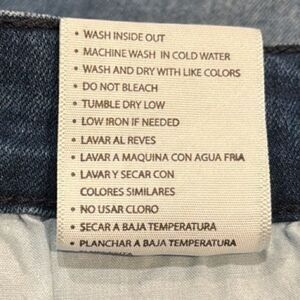 • WASH INSIDE OUT
• MACHINE WASH IN COLD WATER
• WASH AND DRY WITH LIKE COLORS
• DO NOT BLEACH
• TUMBLE DRY LOW
• LOW IRON IF NEEDED
• LAVAR AL REVES
• LAVAR A MAQUINA CON AGUA FRIA
• LAVAR Y SECAR CON
COLORES SIMILARES
• NO USAR CLORO
• SECAR A BAJA TEMPERATURA
• PLANCHAR A BAJA TEMPERATURA